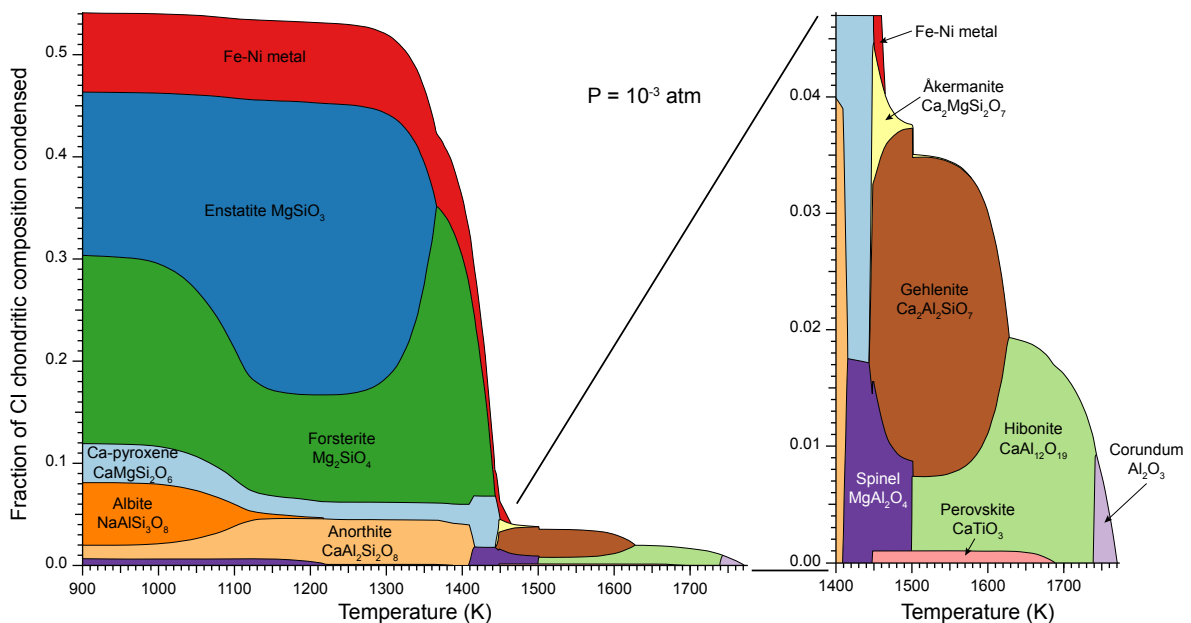 Fraction of CI chondritic composition condensed
0.5
0.4
0.3
0.2
0.1
0.0
Fe-Ni metal
Enstatite MgSiO₃
Forsterite
Mg₂SiO₄
Ca-pyroxene
CaMgSi₂O₆
Albite
NaAlSi₃O₈
Anorthite
CaAl₂Si₂O₈
900 1000 1100 1200 1300 1400 1500 1600 1700
Temperature (K)
P = 10⁻³ atm
0.04
0.03
0.02
0.01
0.00
Fe-Ni metal
Åkermanite
Ca₂MgSi₂O₇
Gehlenite
Ca₂Al₂SiO₇
Hibonite
CaAl₁₂O₁₉
Corundum
Al₂O₃
Spinel
MgAl₂O₄
Perovskite
CaTiO₃
1400 1500 1600 1700
Temperature (K)